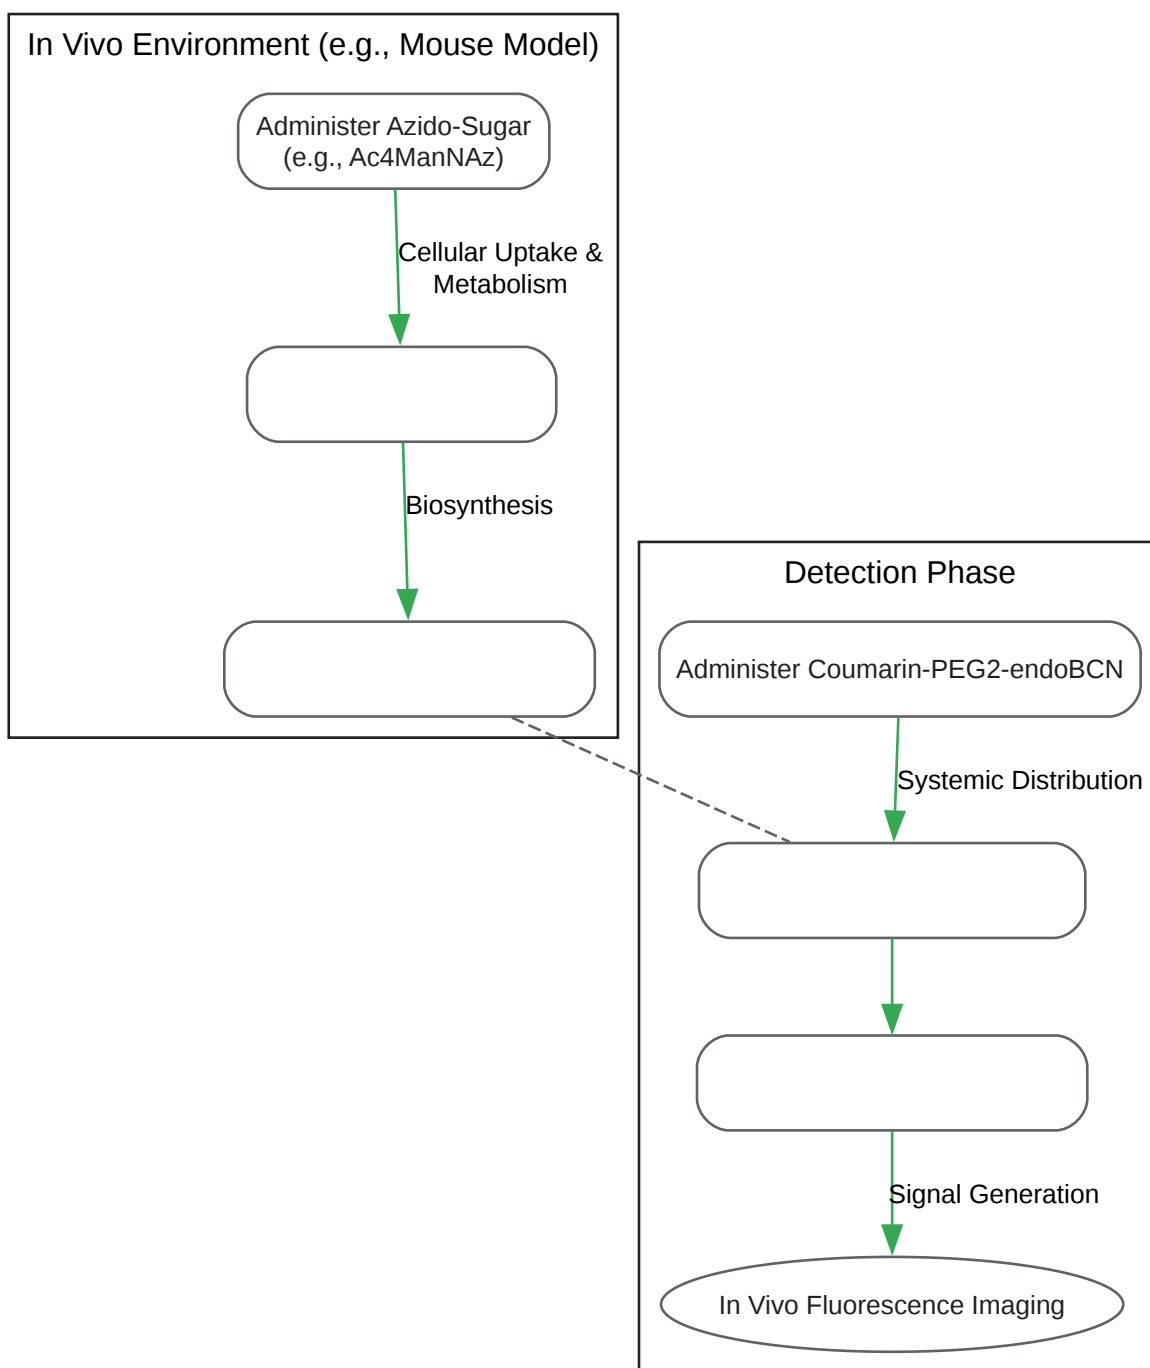 In Vivo Environment (e.g., Mouse Model)
Administer Azido-Sugar
(e.g., Ac4ManNAz)
Cellular Uptake &
Metabolism
Biosynthesis
Detection Phase
Administer Coumarin-PEG2-endoBCN
Systemic Distribution
Signal Generation
In Vivo Fluorescence Imaging